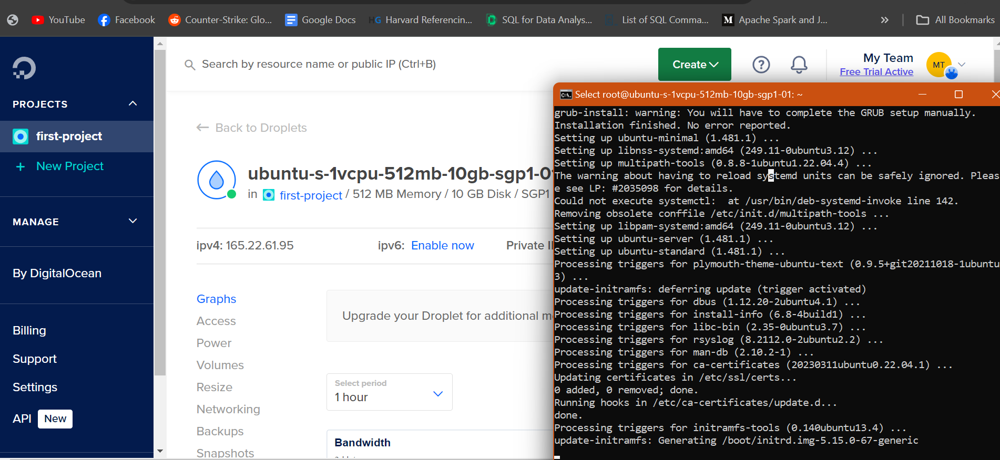 YouTube
Facebook
Counter-Strike: Glo...
Google Docs
HG Harvard Referencin...
SQL for Data Analys...
List of SQL Comma...
M Apache Spark and J...
All Bookmarks
Search by resource name or public IP (Ctrl+B)
Create
My Team
Free Trial Active
MT
PROJECTS
first-project
+ New Project
MANAGE
By DigitalOcean
Billing
Support
Settings
API New
Back to Droplets
ubuntu-s-1vcpu-512mb-10gb-sgp1-01
in first-project / 512 MB Memory / 10 GB Disk / SGP1
ipv4: 165.22.61.95
ipv6: Enable now
Private
Graphs
Access
Power
Volumes
Resize
Networking
Backups
Snapshots
Upgrade your Droplet for additional
Select period
1 hour
Bandwidth
Select root@ubuntu-s-1vcpu-512mb-10gb-sgp1-01: ~
grub-install: warning: You will have to complete the GRUB setup manually.
Installation finished. No error reported.
Setting up ubuntu-minimal (1.481.1) ...
Setting up libnss-systemd:amd64 (249.11-0ubuntu3.12) ...
Setting up multipath-tools (0.8.8-1ubuntu1.22.04.4) ...
The warning about having to reload systemd units can be safely ignored. Pleas
e see LP: #2035098 for details.
Could not execute systemctl:  at /usr/bin/deb-systemd-invoke line 142.
Removing obsolete conffile /etc/init.d/multipath-tools ...
Setting up libpam-systemd:amd64 (249.11-0ubuntu3.12) ...
Setting up ubuntu-server (1.481.1) ...
Setting up ubuntu-standard (1.481.1) ...
Processing triggers for plymouth-theme-ubuntu-text (0.9.5+git20211018-1ubuntu
3) ...
update-initramfs: deferring update (trigger activated)
Processing triggers for dbus (1.12.20-2ubuntu4.1) ...
Processing triggers for install-info (6.8-4build1) ...
Processing triggers for libc-bin (2.35-0ubuntu3.7) ...
Processing triggers for rsyslog (8.2112.0-2ubuntu2.2) ...
Processing triggers for man-db (2.10.2-1) ...
Processing triggers for ca-certificates (20230311ubuntu0.22.04.1) ...
Updating certificates in /etc/ssl/certs...
0 added, 0 removed; done.
Running hooks in /etc/ca-certificates/update.d...
done.
Processing triggers for initramfs-tools (0.140ubuntu13.4) ...
update-initramfs: Generating /boot/initrd.img-5.15.0-67-generic